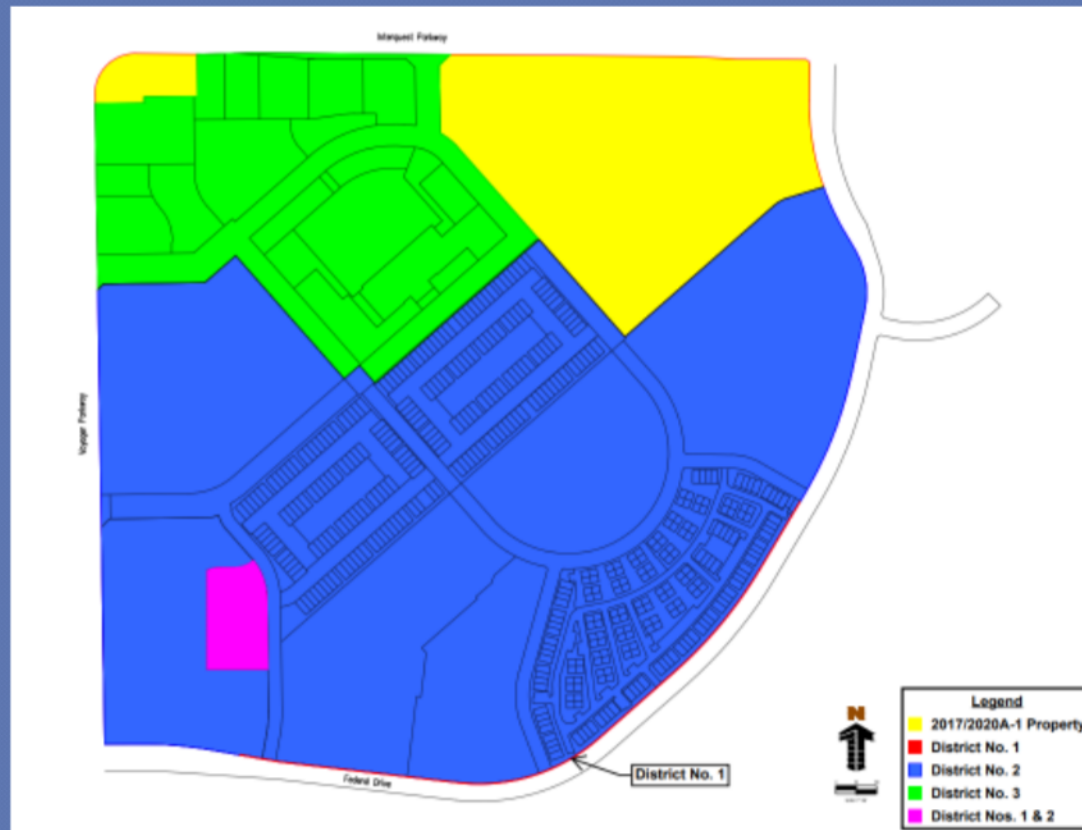 Interquest Parkway
Voyager Parkway
Federal Drive
District No. 1
N
Legend
2017/2020A-1 Property
District No. 1
District No. 2
District No. 3
District Nos. 1 & 2